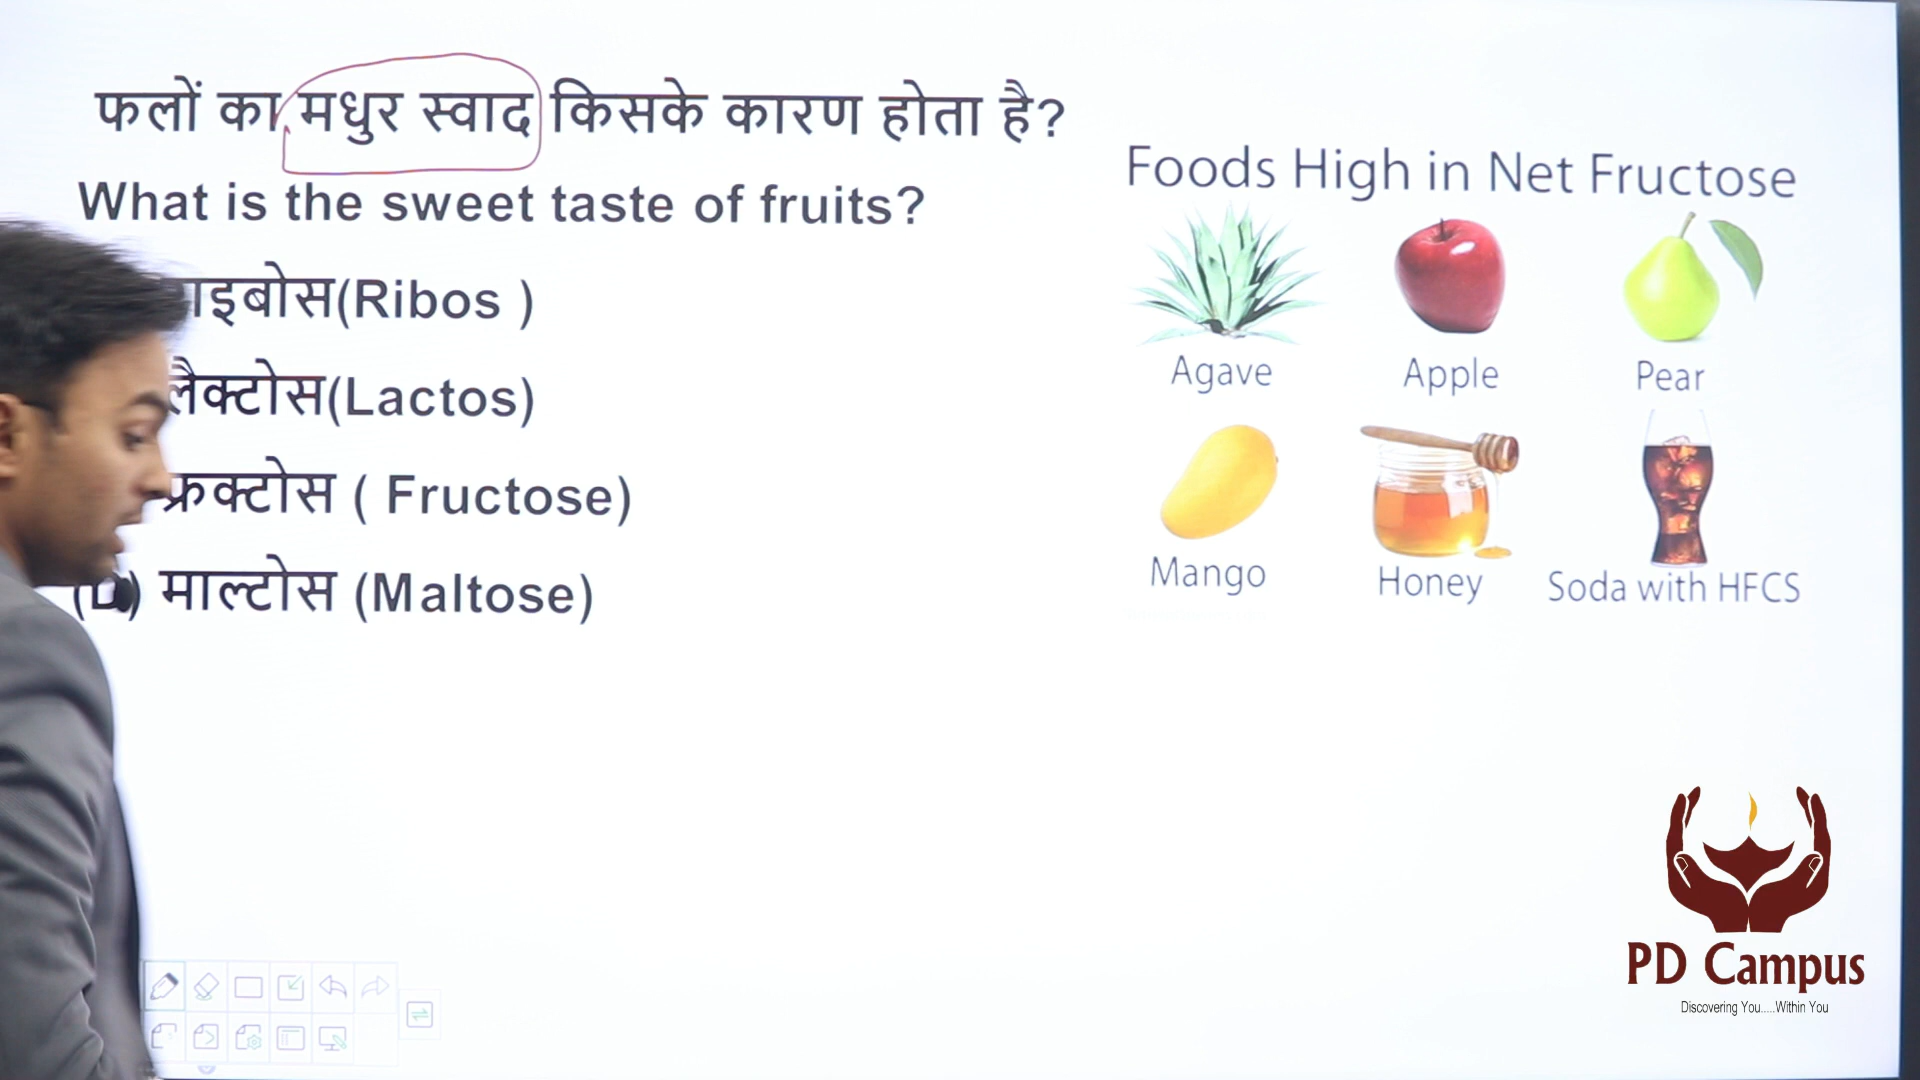 फलों का मधुर स्वाद किसके कारण होता है?
What is the sweet taste of fruits?
(Ribos )
लैक्टोस(Lactos)
फ्रक्टोस ( Fructose)
(D) माल्टोस (Maltose)
Foods High in Net Fructose
Agave Apple Pear
Mango Honey Soda with HFCS
PD Campus
Discovering You.....Within You